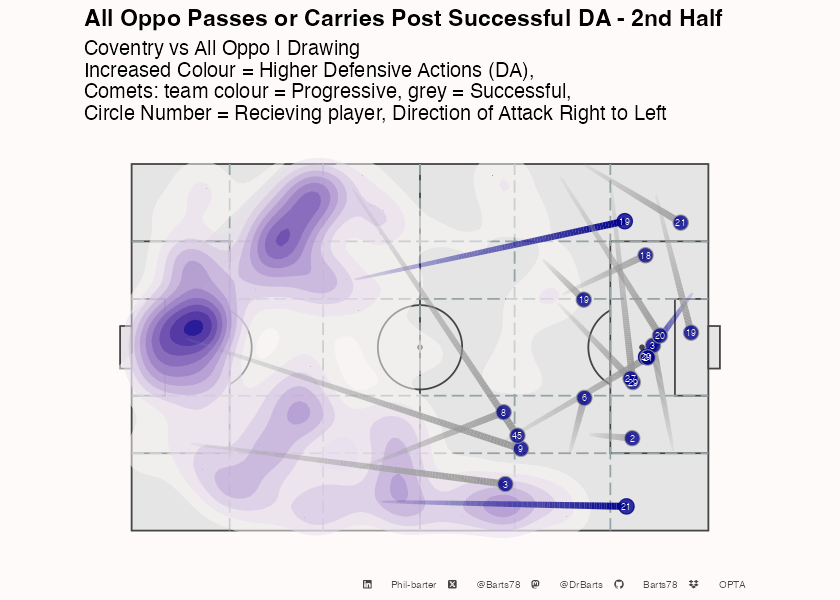 All Oppo Passes or Carries Post Successful DA - 2nd Half
Coventry vs All Oppo I Drawing
Increased Colour = Higher Defensive Actions (DA),
Comets: team colour = Progressive, grey = Successful,
Circle Number = Recieving player, Direction of Attack Right to Left
19
21
18
19
20
19
3
6
8
45
9
2
3
21
Phil-barter @Barts78 @DrBarts Barts78 OPTA